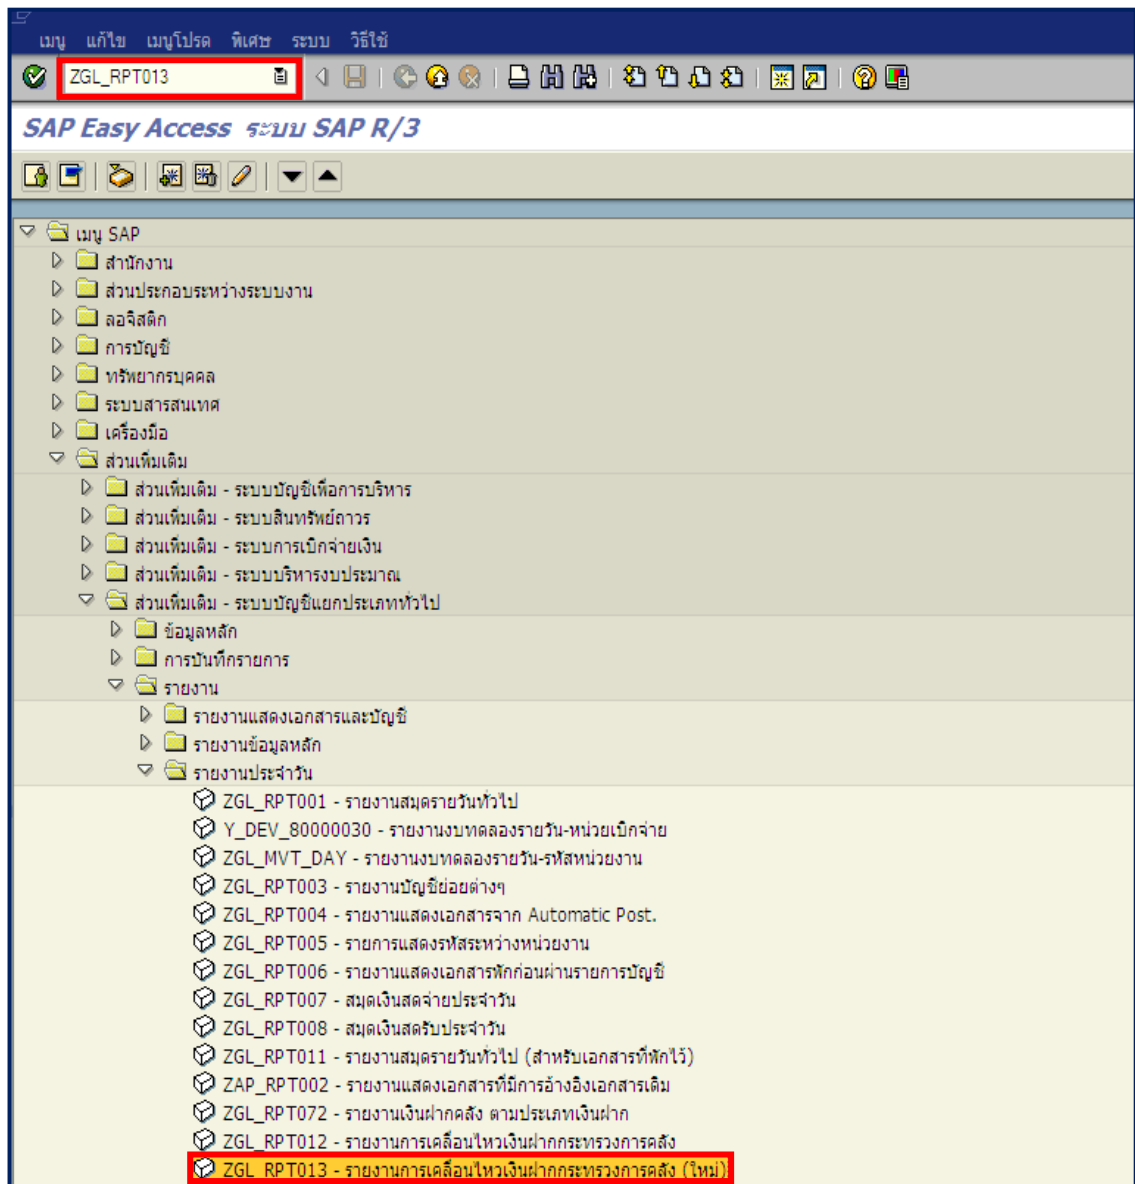 เมนู แก้ไข เมนูโปรด พิเศษ ระบบ วิธีใช้
ZGL_RPT013
SAP Easy Access ระบบ SAP R/3
เมนู SAP
สำนักงาน
ส่วนประกอบระหว่างระบบงาน
ลอจิสติก
การบัญชี
ทรัพยากรบุคคล
ระบบสารสนเทศ
เครื่องมือ
ส่วนเพิ่มเติม
ส่วนเพิ่มเติม - ระบบบัญชีเพื่อการบริหาร
ส่วนเพิ่มเติม - ระบบสินทรัพย์ถาวร
ส่วนเพิ่มเติม - ระบบการเบิกจ่ายเงิน
ส่วนเพิ่มเติม - ระบบบริหารงบประมาณ
ส่วนเพิ่มเติม - ระบบบัญชีแยกประเภททั่วไป
ข้อมูลหลัก
การบันทึกรายการ
รายงาน
รายงานแสดงเอกสารและบัญชี
รายงานข้อมูลหลัก
รายงานประจำวัน
ZGL_RPT001 - รายงานสมุดรายวันทั่วไป
Y_DEV_80000030 - รายงานงบทดลองรายวัน-หน่วยเบิกจ่าย
ZGL_MVT_DAY - รายงานงบทดลองรายวัน-รหัสหน่วยงาน
ZGL_RPT003 - รายงานบัญชีย่อยต่างๆ
ZGL_RPT004 - รายงานแสดงเอกสารจาก Automatic Post.
ZGL_RPT005 - รายการแสดงรหัสระหว่างหน่วยงาน
ZGL_RPT006 - รายงานแสดงเอกสารพักก่อนผ่านรายการบัญชี
ZGL_RPT007 - สมุดเงินสดจ่ายประจำวัน
ZGL_RPT008 - สมุดเงินสดรับประจำวัน
ZGL_RPT011 - รายงานสมุดรายวันทั่วไป (สำหรับเอกสารที่พักไว้)
ZAP_RPT002 - รายงานแสดงเอกสารที่มีการอ้างอิงเอกสารเดิม
ZGL_RPT072 - รายงานเงินฝากคลัง ตามประเภทเงินฝาก
ZGL_RPT012 - รายงานการเคลื่อนไหวเงินฝากกระทรวงการคลัง
ZGL_RPT013 - รายงานการเคลื่อนไหวเงินฝากกระทรวงการคลัง (ใหม่)